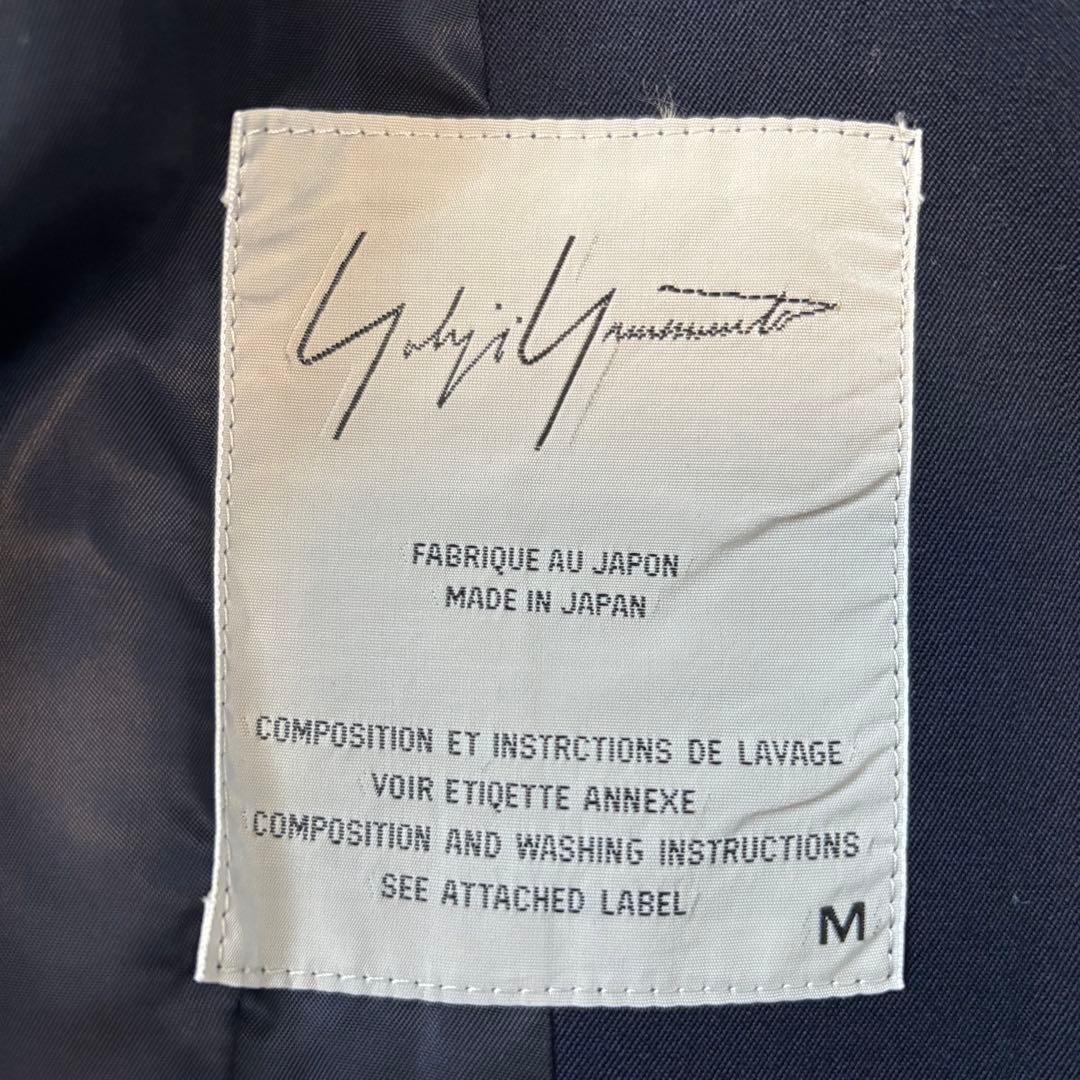 Yohji Yamamoto
FABRIQUE AU JAPON
MADE IN JAPAN
COMPOSITION ET INSTRCTIONS DE LAVAGE
VOIR ETIQETTE ANNEXE
COMPOSITION AND WASHING INSTRUCTIONS
SEE ATTACHED LABEL
M